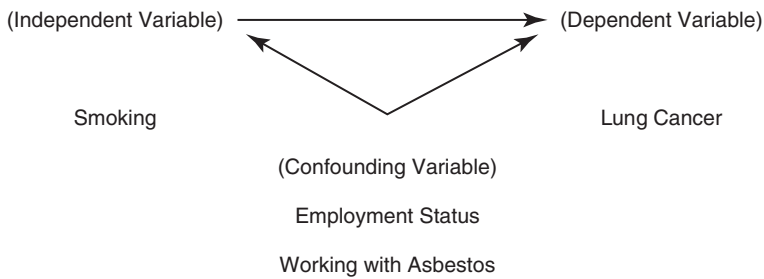 (Independent Variable) (Dependent Variable)
Smoking Lung Cancer
(Confounding Variable)
Employment Status
Working with Asbestos